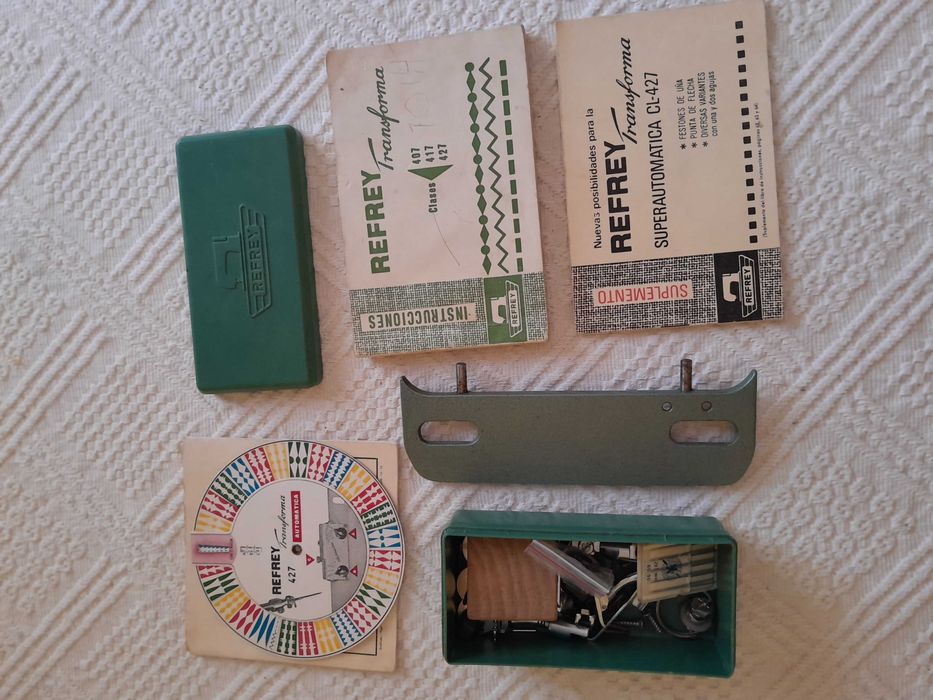 REFREY
REFREY
Transforma
Clases
407
417
427
INSTRUCCIONES
REFREY
Nuevas posibilidades para la
REFREY Transforma
SUPERAUTOMATICA CL-427
* FESTONES DE UÑA
* PUNTA DE FLECHA
* DIVERSAS VARIANTES
con una y dos agujas
SUPLEMENTO
REFREY
REFREY Transforma
427 AUTOMATICA